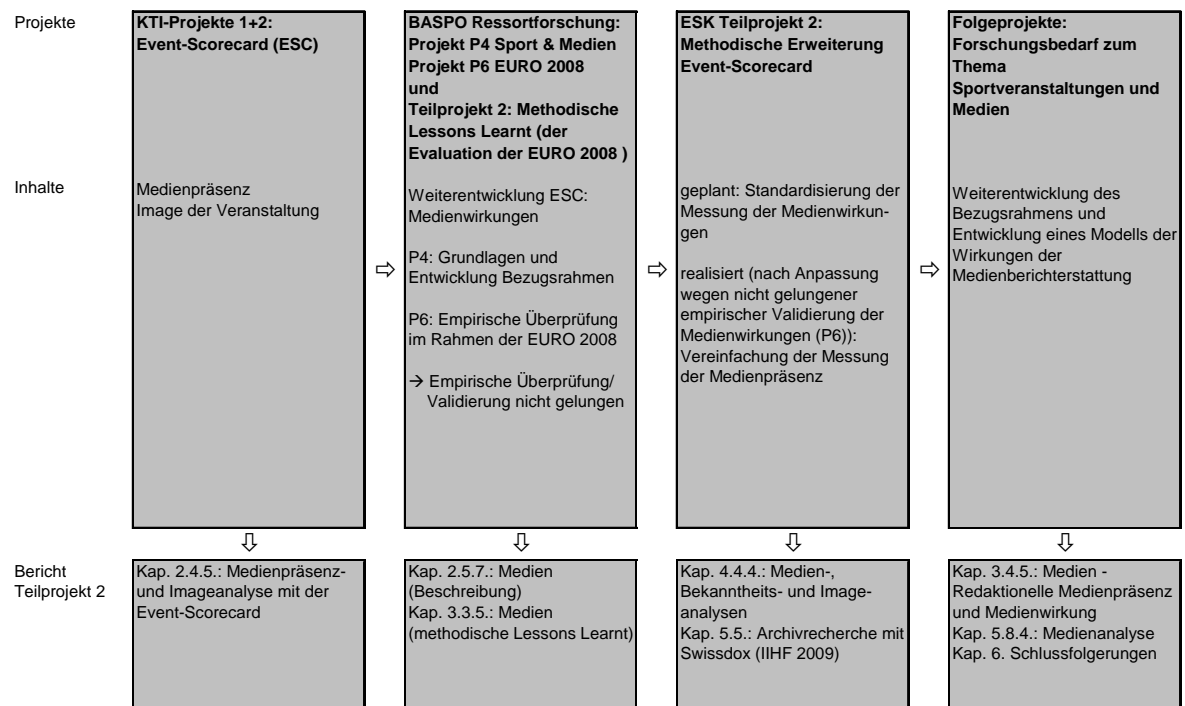 Projekte
KTI-Projekte 1+2:
Event-Scorecard (ESC)
BASPO Ressortforschung:
Projekt P4 Sport & Medien
Projekt P6 EURO 2008
und
Teilprojekt 2: Methodische
Lessons Learnt (der
Evaluation der EURO 2008 )
ESK Teilprojekt 2:
Methodische Erweiterung
Event-Scorecard
Folgeprojekte:
Forschungsbedarf zum
Thema
Sportveranstaltungen und
Medien
Inhalte
Medienpräsenz
Image der Veranstaltung
⇨
Weiterentwicklung ESC:
Medienwirkungen
P4: Grundlagen und
Entwicklung Bezugsrahmen
P6: Empirische Überprüfung
im Rahmen der EURO 2008
→ Empirische Überprüfung/
Validierung nicht gelungen
⇨
geplant: Standardisierung der
Messung der Medienwirkun-
gen
realisiert (nach Anpassung
wegen nicht gelungener
empirischer Validierung der
Medienwirkungen (P6)):
Vereinfachung der Messung
der Medienpräsenz
⇨
Weiterentwicklung des
Bezugsrahmens und
Entwicklung eines Modells der
Wirkungen der
Medienberichterstattung
⇩ ⇩ ⇩ ⇩
Bericht
Teilprojekt 2
Kap. 2.4.5.: Medienpräsenz-
und Imageanalyse mit der
Event-Scorecard
Kap. 2.5.7.: Medien
(Beschreibung)
Kap. 3.3.5.: Medien
(methodische Lessons Learnt)
Kap. 4.4.4.: Medien-,
Bekanntheits- und Image-
analysen
Kap. 5.5.: Archivrecherche mit
Swissdox (IIHF 2009)
Kap. 3.4.5.: Medien -
Redaktionelle Medienpräsenz
und Medienwirkung
Kap. 5.8.4.: Medienanalyse
Kap. 6. Schlussfolgerungen